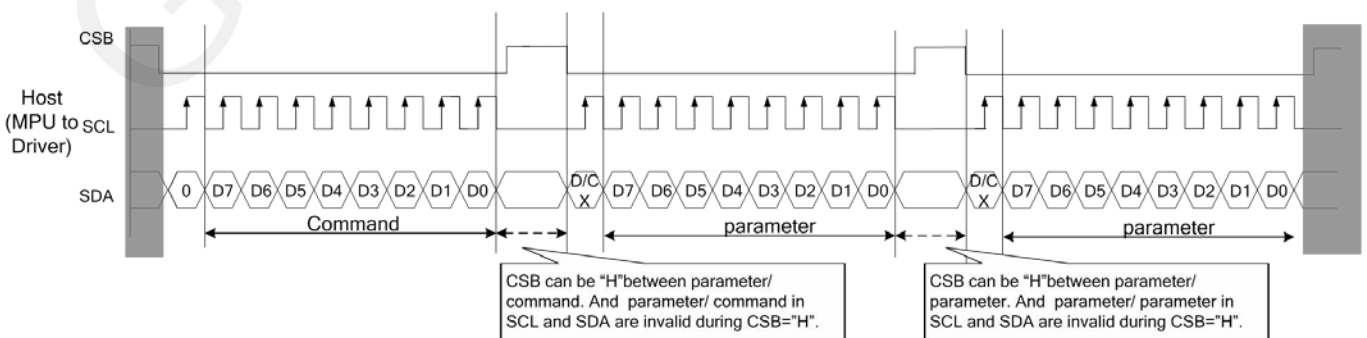 CSB
Host
(MPU to
Driver)
SCL
SDA
0 D7 D6 D5 D4 D3 D2 D1 D0 D/C
X D7 D6 D5 D4 D3 D2 D1 D0 D/C
X D7 D6 D5 D4 D3 D2 D1 D0
Command
parameter
parameter
CSB can be “H”between parameter/
command. And parameter/ command in
SCL and SDA are invalid during CSB="H".
CSB can be “H”between parameter/
parameter. And parameter/ parameter in
SCL and SDA are invalid during CSB="H".